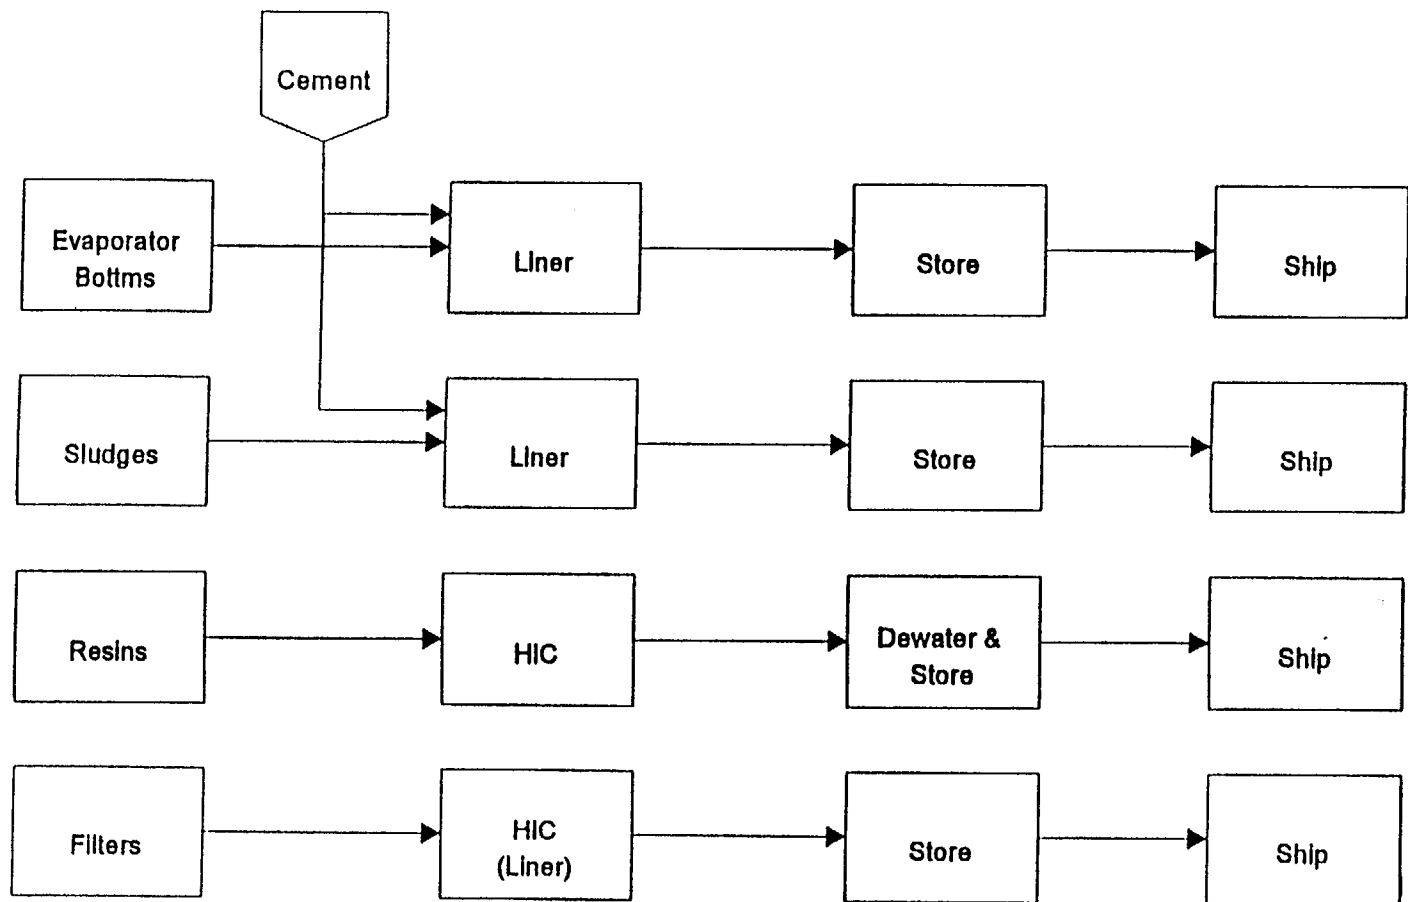 Cement
Evaporator
Bottms
Liner
Store
Ship
Sludges
Liner
Store
Ship
Resins
HIC
Dewater &
Store
Ship
Filters
HIC
(Liner)
Store
Ship